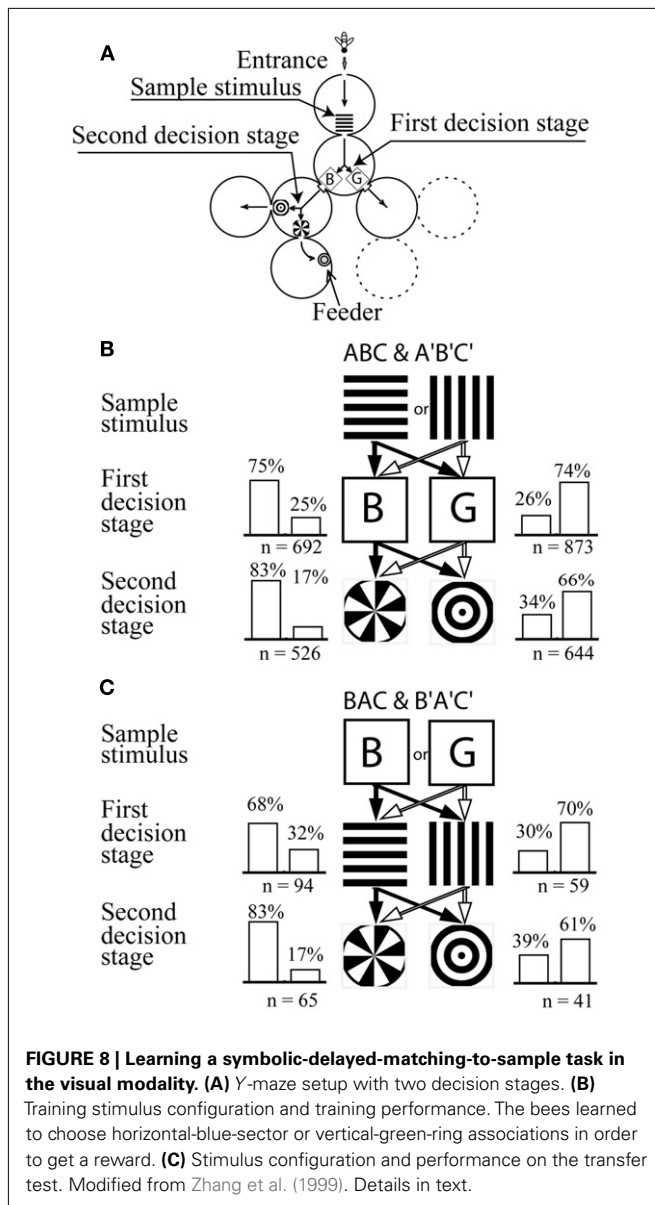 A
Entrance
Sample stimulus
Second decision stage
First decision stage
B G
Feeder
B
ABC & A'B'C'
Sample
stimulus
or
First
decision
stage
75%
25%
n = 692
B
G
26%
74%
n = 873
Second
decision
stage
83%
17%
n = 526
34%
66%
n = 644
C
BAC & B'A'C'
Sample
stimulus
B or G
First
decision
stage
68%
32%
n = 94
30%
70%
n = 59
Second
decision
stage
83%
17%
n = 65
39%
61%
n = 41
FIGURE 8 | Learning a symbolic-delayed-matching-to-sample task in
the visual modality. (A) Y-maze setup with two decision stages. (B)
Training stimulus configuration and training performance. The bees learned
to choose horizontal-blue-sector or vertical-green-ring associations in order
to get a reward. (C) Stimulus configuration and performance on the transfer
test. Modified from Zhang et al. (1999). Details in text.